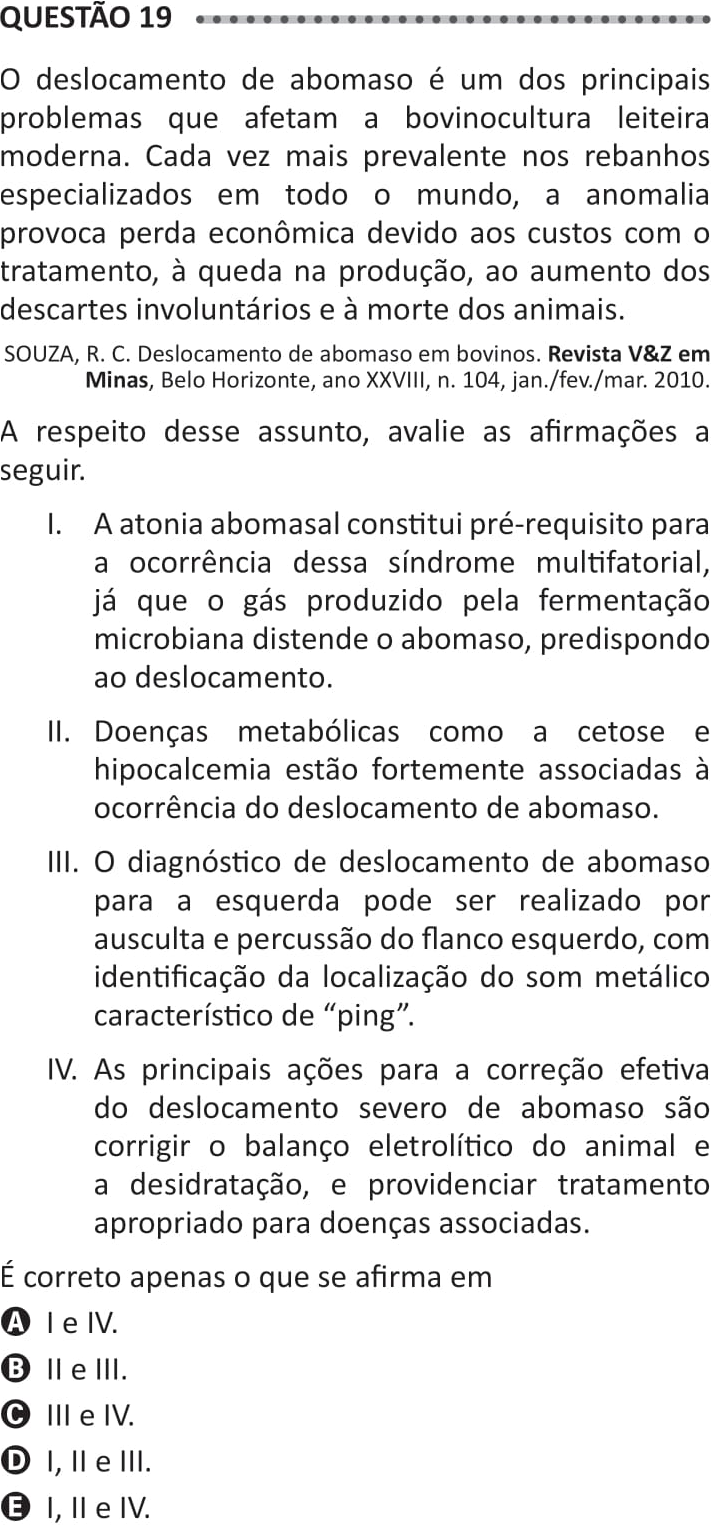 QUESTÃO 19
O deslocamento de abomaso é um dos principais
problemas que afetam a bovinocultura leiteira
moderna. Cada vez mais prevalente nos rebanhos
especializados em todo o mundo, a anomalia
provoca perda econômica devido aos custos com o
tratamento, à queda na produção, ao aumento dos
descartes involuntários e à morte dos animais.
SOUZA, R. C. Deslocamento de abomaso em bovinos. Revista V&Z em
Minas, Belo Horizonte, ano XXVIII, n. 104, jan./fev./mar. 2010.
A respeito desse assunto, avalie as afirmações a
seguir.
I. A atonia abomasal constitui pré-requisito para
a ocorrência dessa síndrome multifatorial,
já que o gás produzido pela fermentação
microbiana distende o abomaso, predispondo
ao deslocamento.
II. Doenças metabólicas como a cetose e
hipocalcemia estão fortemente associadas à
ocorrência do deslocamento de abomaso.
III. O diagnóstico de deslocamento de abomaso
para a esquerda pode ser realizado por
ausculta e percussão do flanco esquerdo, com
identificação da localização do som metálico
característico de “ping”.
IV. As principais ações para a correção efetiva
do deslocamento severo de abomaso são
corrigir o balanço eletrolítico do animal e
a desidratação, e providenciar tratamento
apropriado para doenças associadas.
É correto apenas o que se afirma em
A I e IV.
B II e III.
C III e IV.
D I, II e III.
E I, II e IV.